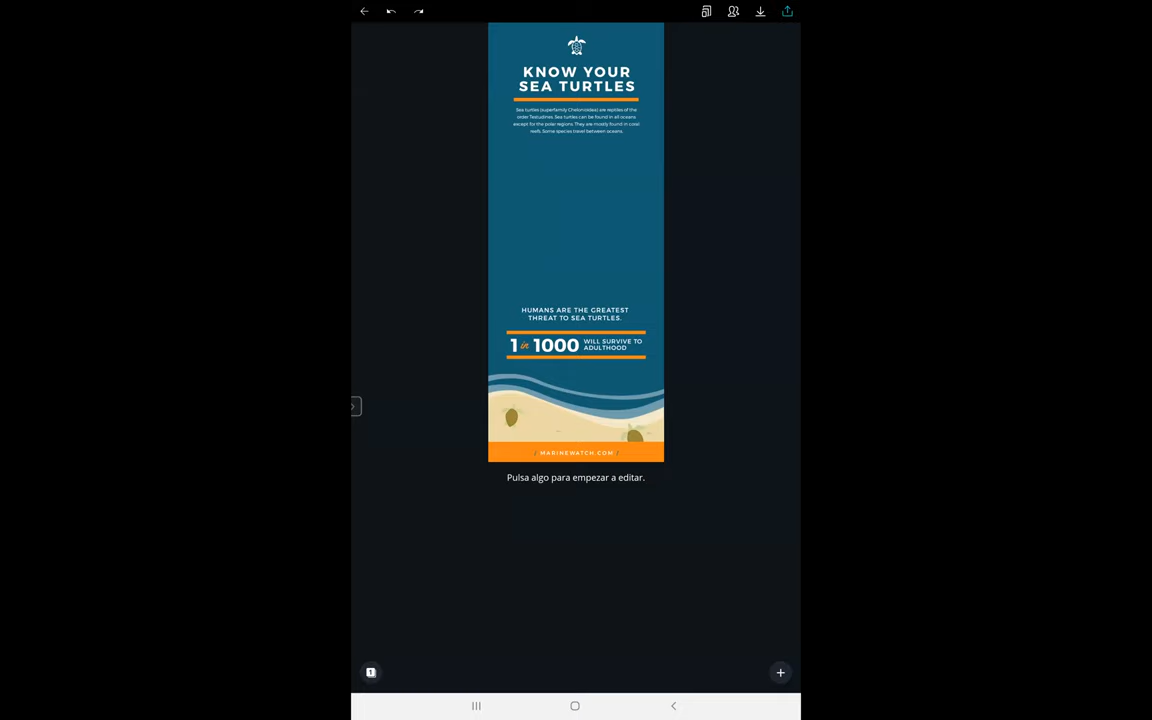 KNOW YOUR
SEA TURTLES
Sea turtles (superfamily Chelonioidea) are reptiles of the
order Testudines. Sea turtles can be found in all oceans
except for the polar regions. They are mostly found in coral
reefs. Some species travel between oceans.
HUMANS ARE THE GREATEST
THREAT TO SEA TURTLES.
1 in 1000 WILL SURVIVE TO
ADULTHOOD
/ MARINEWATCH.COM /
Pulsa algo para empezar a editar.
1